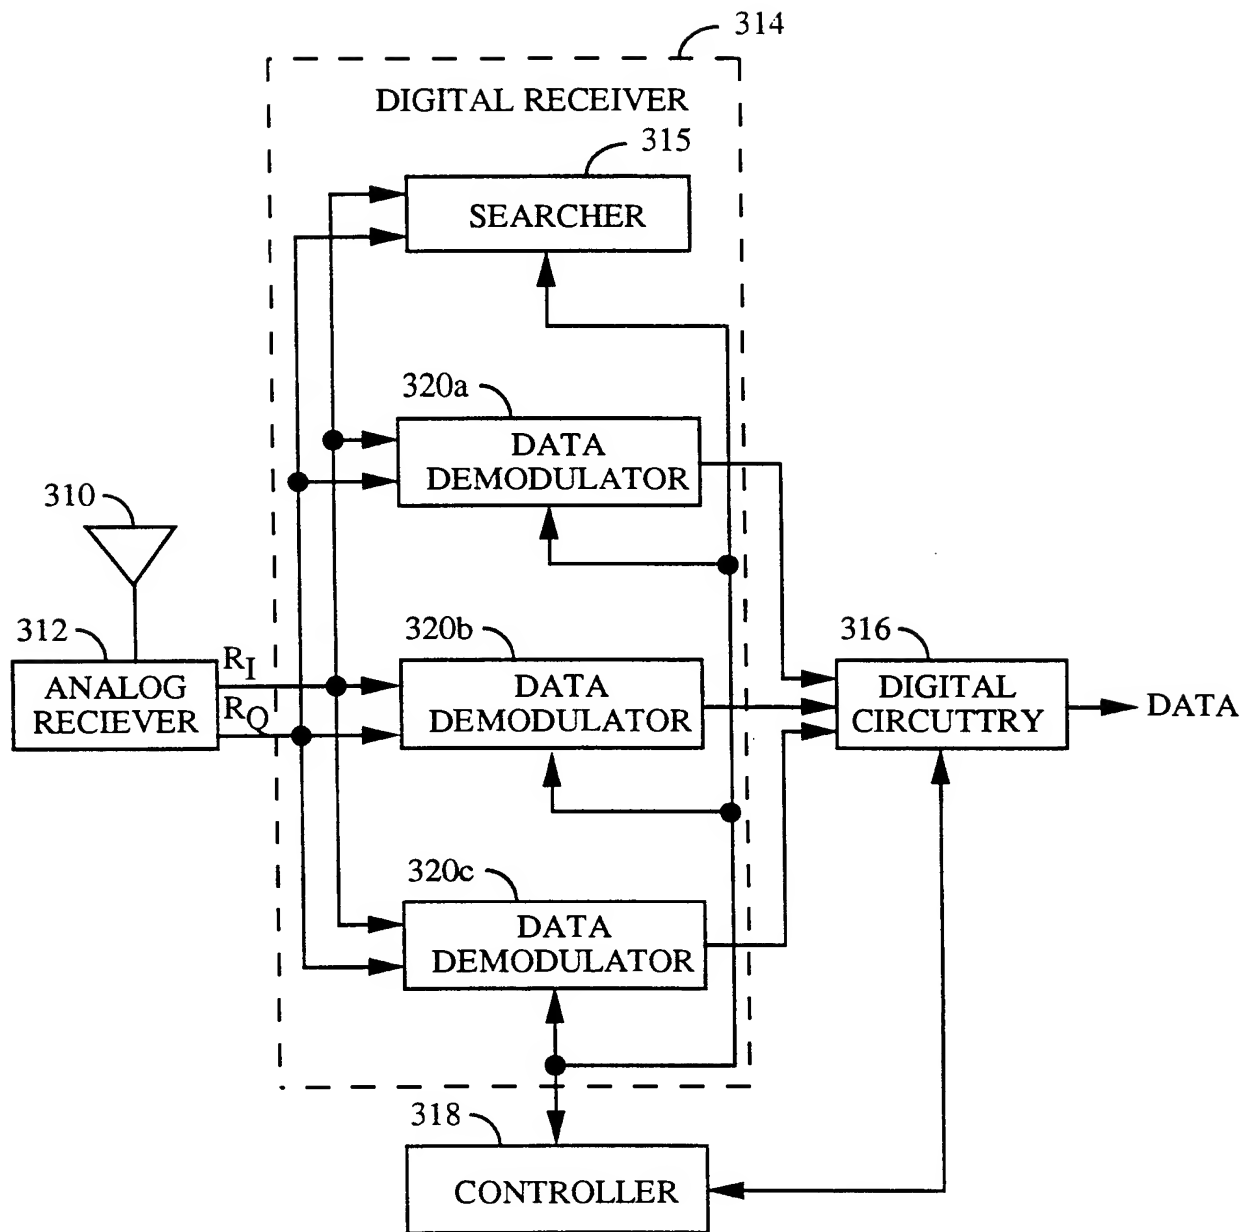 314
DIGITAL RECEIVER
315
SEARCHER
320a
DATA
DEMODULATOR
310
312
ANALOG
RECIEVER
R_I
R_Q
320b
DATA
DEMODULATOR
316
DIGITAL
CIRCUTTRY
DATA
320c
DATA
DEMODULATOR
318
CONTROLLER